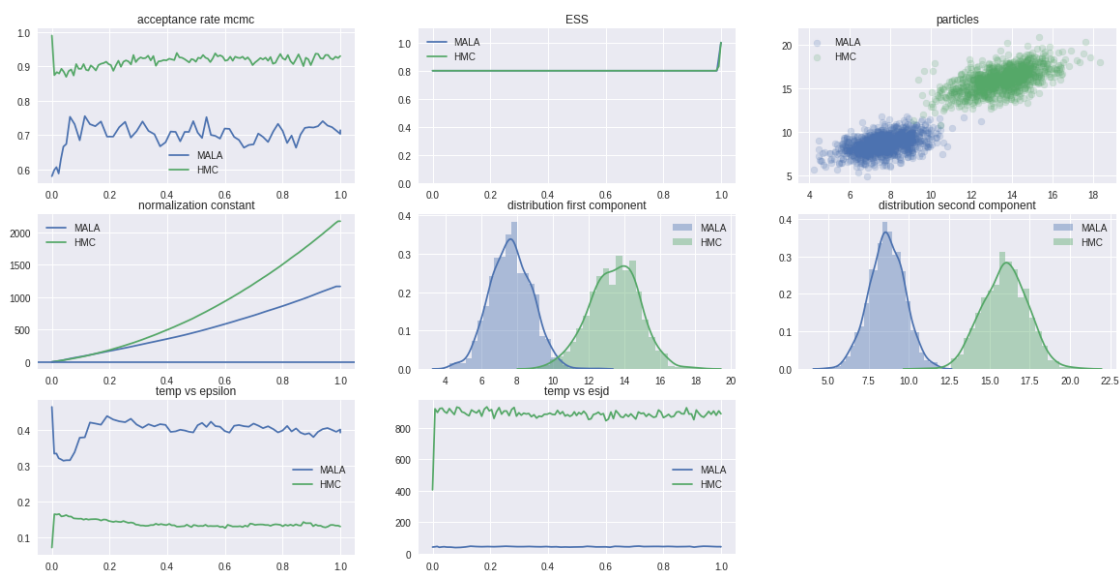 acceptance rate mcmc
1.0
0.9
0.8
0.7
0.6
MALA
HMC
0.0 0.2 0.4 0.6 0.8 1.0
ESS
1.0
0.8
0.6
0.4
0.2
0.0
MALA
HMC
0.0 0.2 0.4 0.6 0.8 1.0
particles
20
15
10
5
MALA
HMC
4 6 8 10 12 14 16 18
normalization constant
2000
1500
1000
500
0
MALA
HMC
0.0 0.2 0.4 0.6 0.8 1.0
distribution first component
0.4
0.3
0.2
0.1
0.0
MALA
HMC
4 6 8 10 12 14 16 18 20
distribution second component
0.4
0.3
0.2
0.1
0.0
MALA
HMC
5.0 7.5 10.0 12.5 15.0 17.5 20.0 22.5
temp vs epsilon
0.4
0.3
0.2
0.1
MALA
HMC
0.0 0.2 0.4 0.6 0.8 1.0
temp vs esjd
800
600
400
200
0
MALA
HMC
0.0 0.2 0.4 0.6 0.8 1.0